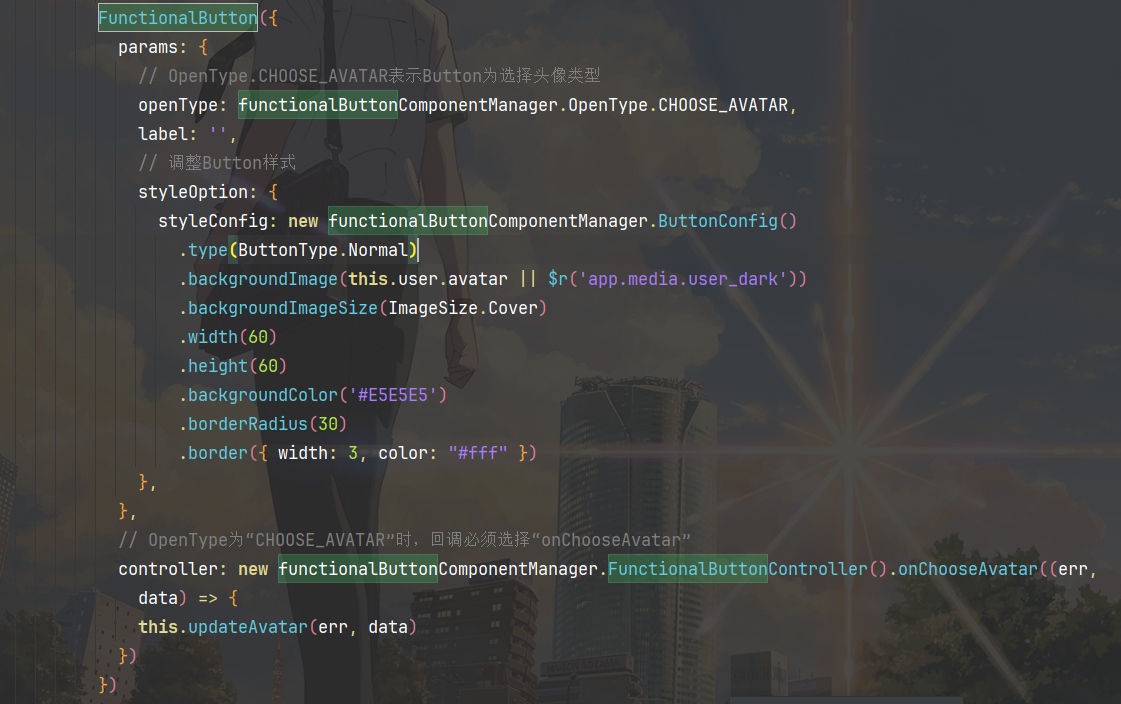 FunctionalButton({
params: {
// OpenType.CHOOSE_AVATAR表示Button为选择头像类型
openType: functionalButtonComponentManager.OpenType.CHOOSE_AVATAR,
label: '',
// 调整Button样式
styleOption: {
styleConfig: new functionalButtonComponentManager.ButtonConfig()
.type(ButtonType.Normal)
.backgroundImage(this.user.avatar || $r('app.media.user_dark'))
.backgroundImageSize(ImageSize.Cover)
.width(60)
.height(60)
.backgroundColor('#E5E5E5')
.borderRadius(30)
.border({ width: 3, color: "#fff" })
},
},
// OpenType为“CHOOSE_AVATAR”时，回调必须选择“onChooseAvatar”
controller: new functionalButtonComponentManager.FunctionalButtonController().onChooseAvatar((err,
data) => {
this.updateAvatar(err, data)
})
})